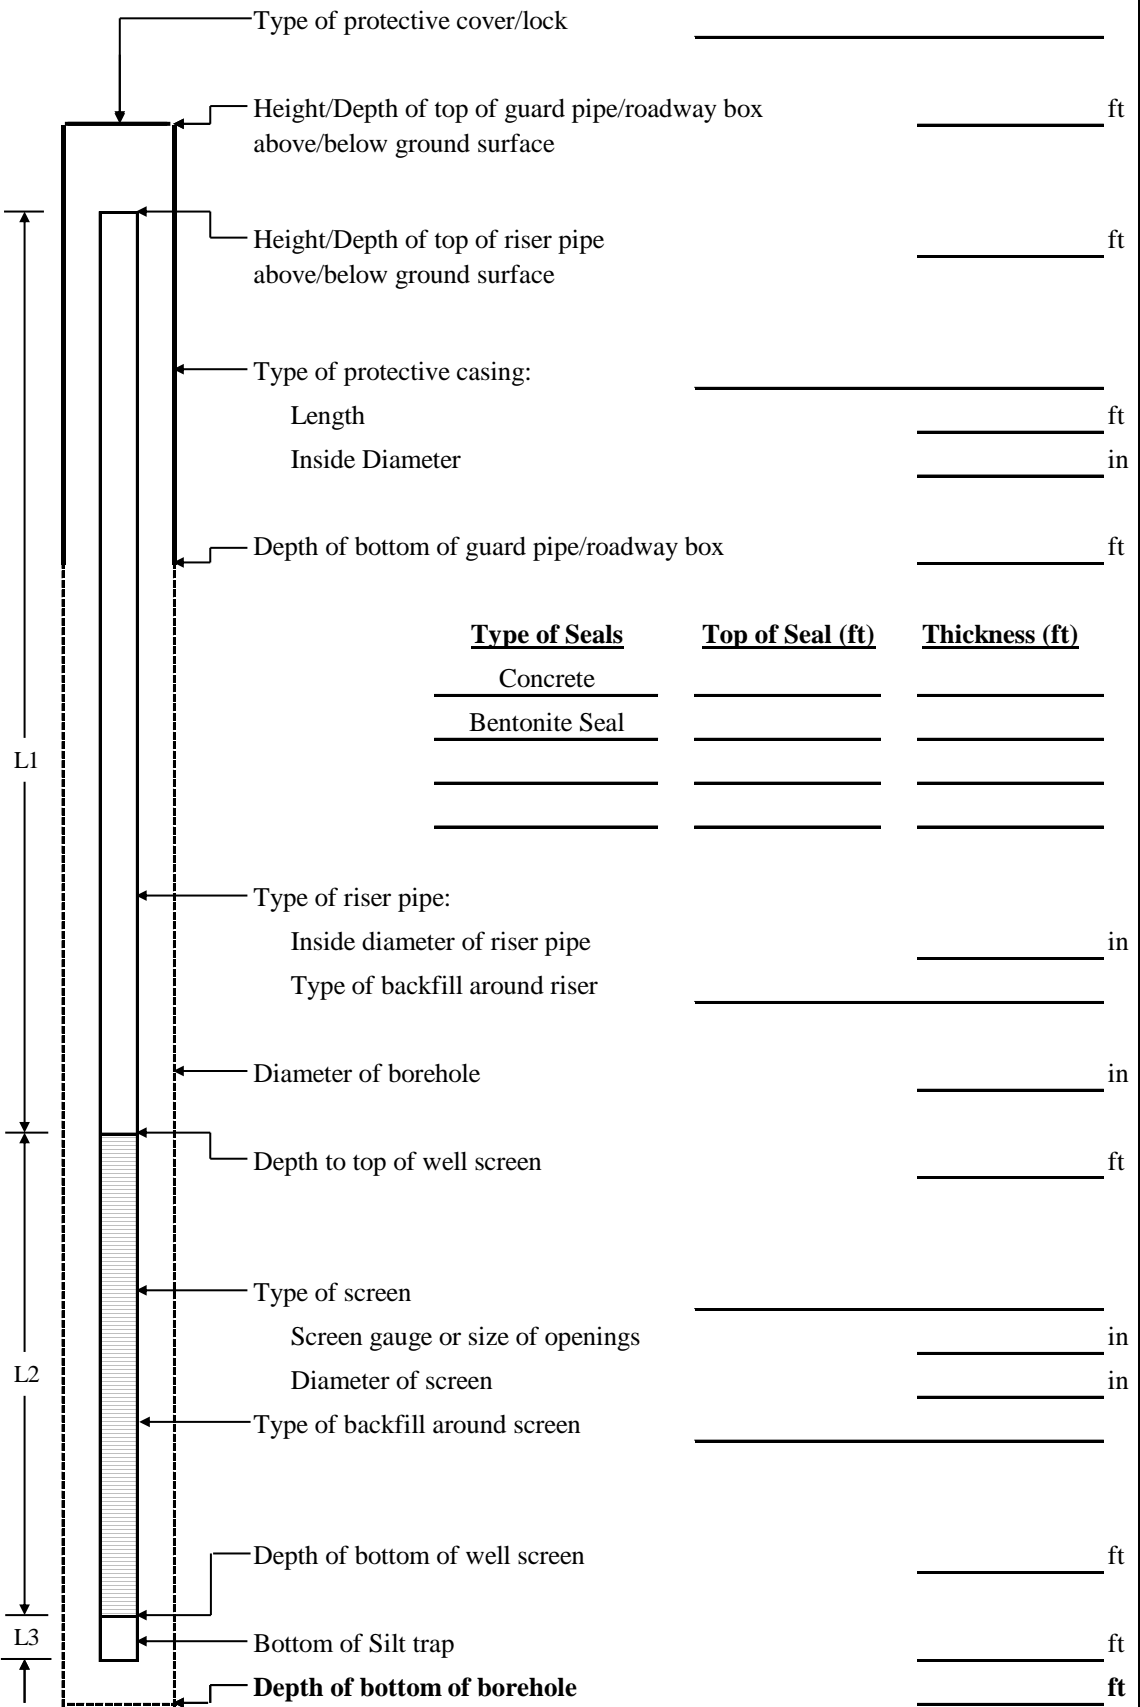 Type of protective cover/lock
Height/Depth of top of guard pipe/roadway box ft
above/below ground surface
Height/Depth of top of riser pipe ft
above/below ground surface
Type of protective casing:
Length ft
Inside Diameter in
Depth of bottom of guard pipe/roadway box ft
Type of Seals Top of Seal (ft) Thickness (ft)
Concrete
Bentonite Seal
L1
Type of riser pipe:
Inside diameter of riser pipe in
Type of backfill around riser
Diameter of borehole in
Depth to top of well screen ft
Type of screen
Screen gauge or size of openings in
L2
Diameter of screen in
Type of backfill around screen
Depth of bottom of well screen ft
L3
Bottom of Silt trap ft
Depth of bottom of borehole ft